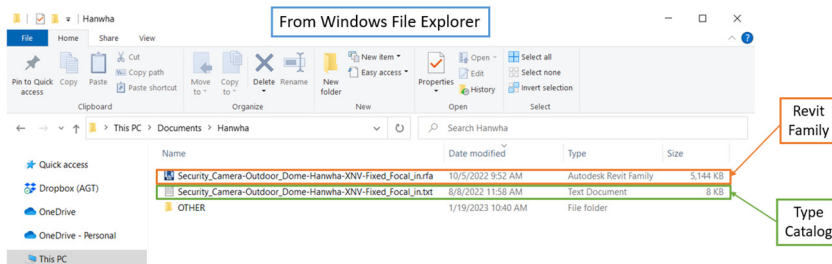 Hanwha
From Windows File Explorer
File Home Share View
Pin to Quick access
Copy
Paste
Cut
Copy path
Paste shortcut
Clipboard
Move to
Copy to
Delete
Rename
Organize
New folder
New item
Easy access
New
Properties
Open
Edit
History
Open
Select all
Select none
Invert selection
Select
This PC > Documents > Hanwha
Search Hanwha
Name Date modified Type Size
Security_Camera-Outdoor_Dome-Hanwha-XNV-Fixed_Focal_in.rfa 10/5/2022 9:52 AM Autodesk Revit Family 5,144 KB
Security_Camera-Outdoor_Dome-Hanwha-XNV-Fixed_Focal_in.txt 8/8/2022 11:58 AM Text Document 8 KB
OTHER 1/19/2023 10:40 AM File folder
Quick access
Dropbox (AGT)
OneDrive
OneDrive - Personal
This PC
Revit
Family
Type
Catalog